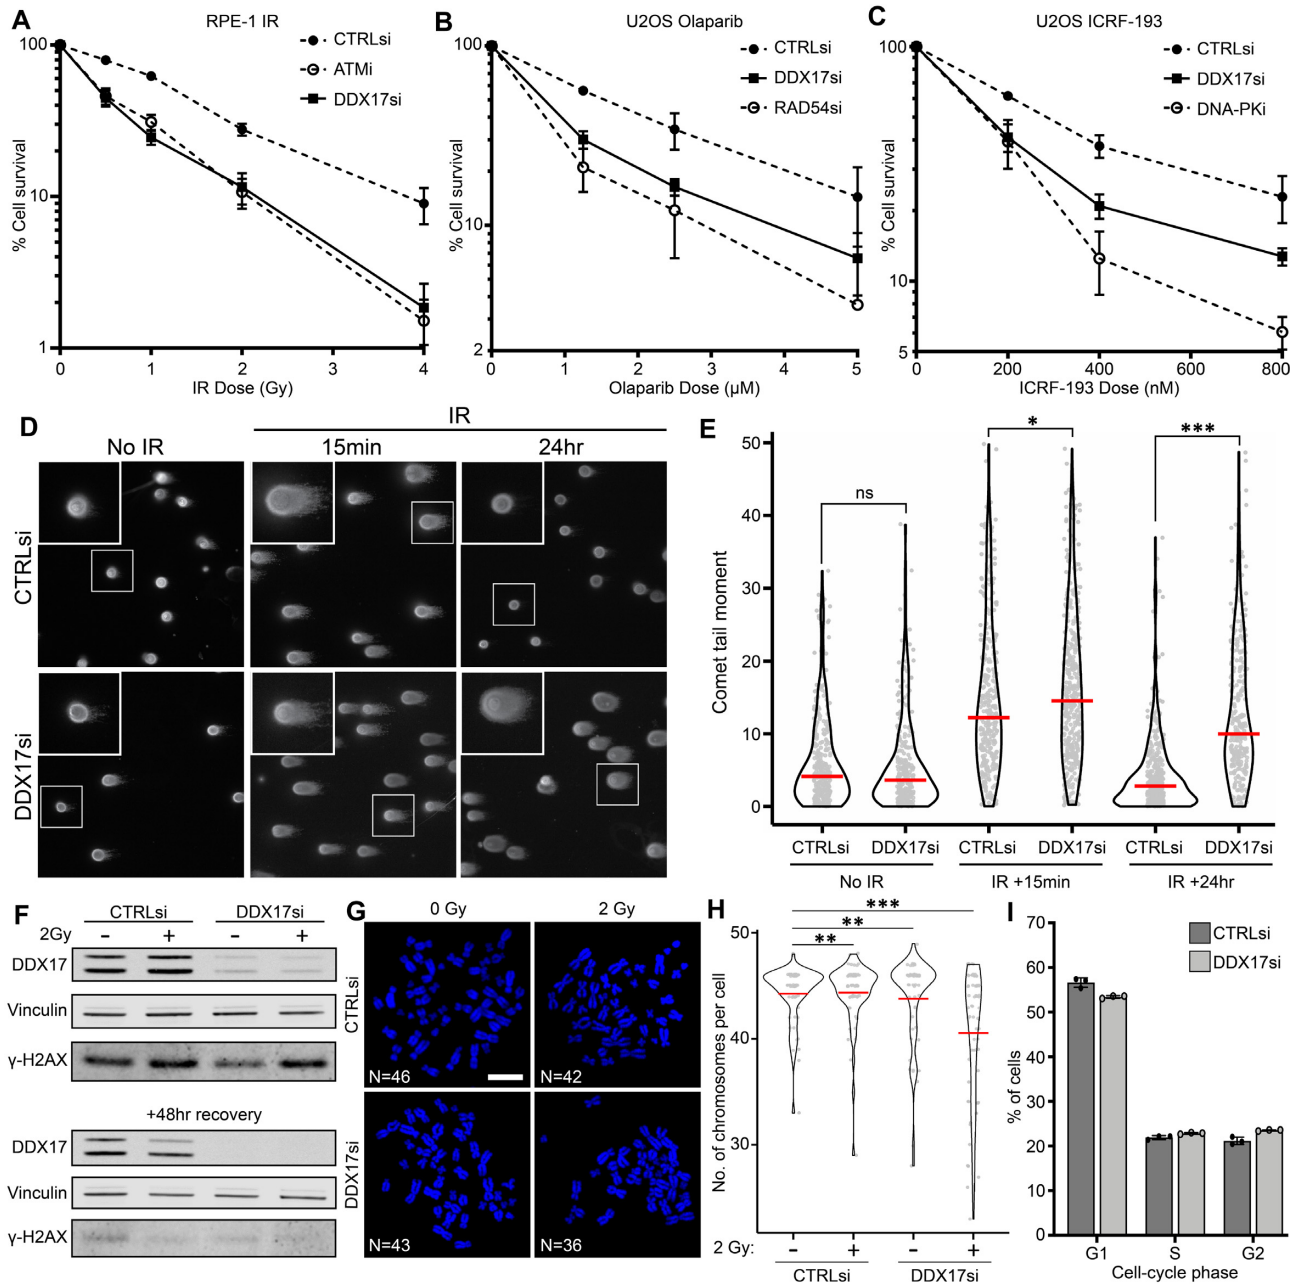 A
RPE-1 IR
CTRLsi
ATMi
DDX17si
% Cell survival
100
10
1
0 1 2 3 4
IR Dose (Gy)
B
U2OS Olaparib
CTRLsi
DDX17si
RAD54si
% Cell survival
100
10
2
0 1 2 3 4 5
Olaparib Dose (µM)
C
U2OS ICRF-193
CTRLsi
DDX17si
DNA-PKi
% Cell survival
100
10
5
0 200 400 600 800
ICRF-193 Dose (nM)
D
IR
No IR 15min 24hr
CTRLsi
DDX17si
E
Comet tail moment
50
40
30
20
10
0
ns
*
***
CTRLsi DDX17si CTRLsi DDX17si CTRLsi DDX17si
No IR IR +15min IR +24hr
F
CTRLsi DDX17si
2Gy - + - +
DDX17
Vinculin
γ-H2AX
+48hr recovery
DDX17
Vinculin
γ-H2AX
G
0 Gy 2 Gy
CTRLsi
N=46 N=42
DDX17si
N=43 N=36
H
No. of chromosomes per cell
50
40
30
***
**
**
2 Gy: - + - +
CTRLsi DDX17si
I
CTRLsi
DDX17si
% of cells
70
60
50
40
30
20
10
0
G1 S G2
Cell-cycle phase